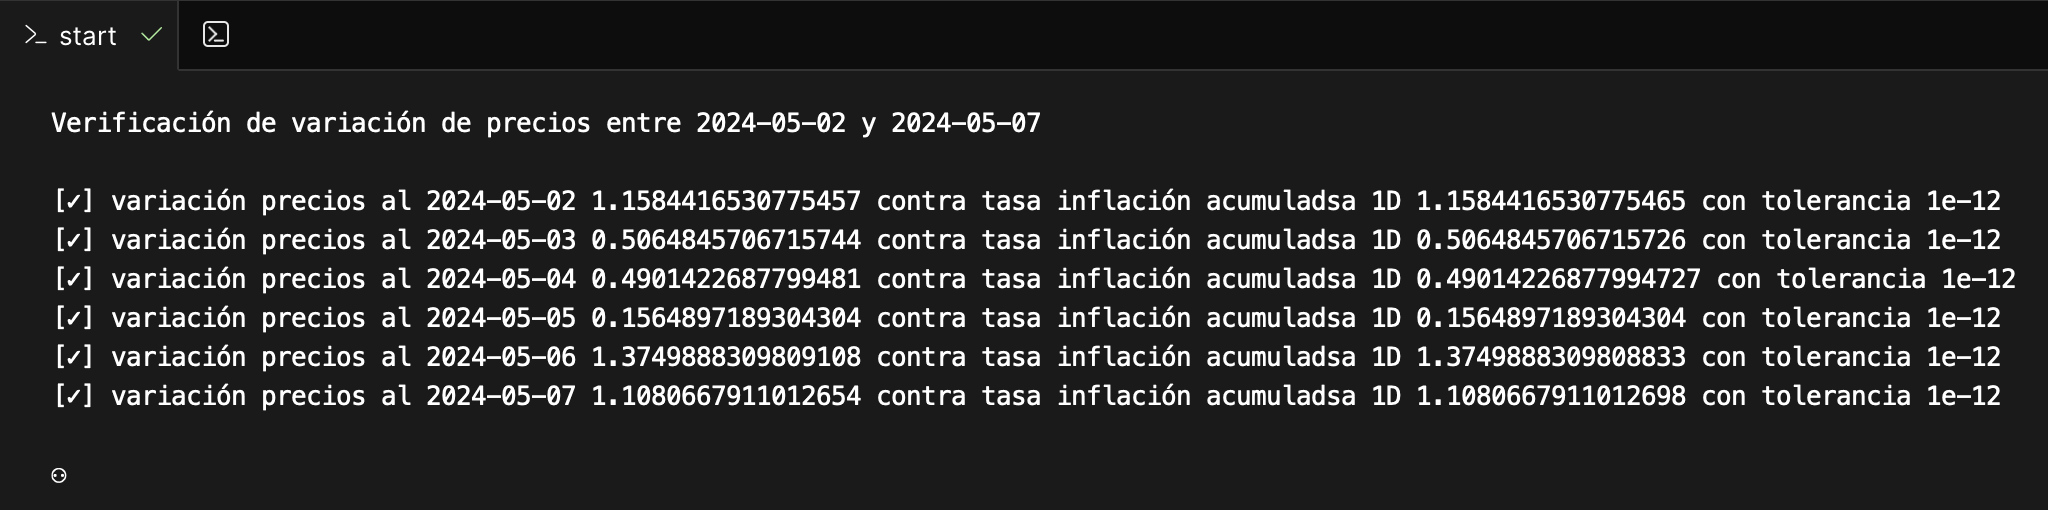 >_ start ✓
Verificación de variación de precios entre 2024-05-02 y 2024-05-07
[✓] variación precios al 2024-05-02 1.1584416530775457 contra tasa inflación acumuladsa 1D 1.1584416530775465 con tolerancia 1e-12
[✓] variación precios al 2024-05-03 0.5064845706715744 contra tasa inflación acumuladsa 1D 0.5064845706715726 con tolerancia 1e-12
[✓] variación precios al 2024-05-04 0.4901422687799481 contra tasa inflación acumuladsa 1D 0.49014226877994727 con tolerancia 1e-12
[✓] variación precios al 2024-05-05 0.1564897189304304 contra tasa inflación acumuladsa 1D 0.1564897189304304 con tolerancia 1e-12
[✓] variación precios al 2024-05-06 1.3749888309809108 contra tasa inflación acumuladsa 1D 1.3749888309808833 con tolerancia 1e-12
[✓] variación precios al 2024-05-07 1.1080667911012654 contra tasa inflación acumuladsa 1D 1.1080667911012698 con tolerancia 1e-12